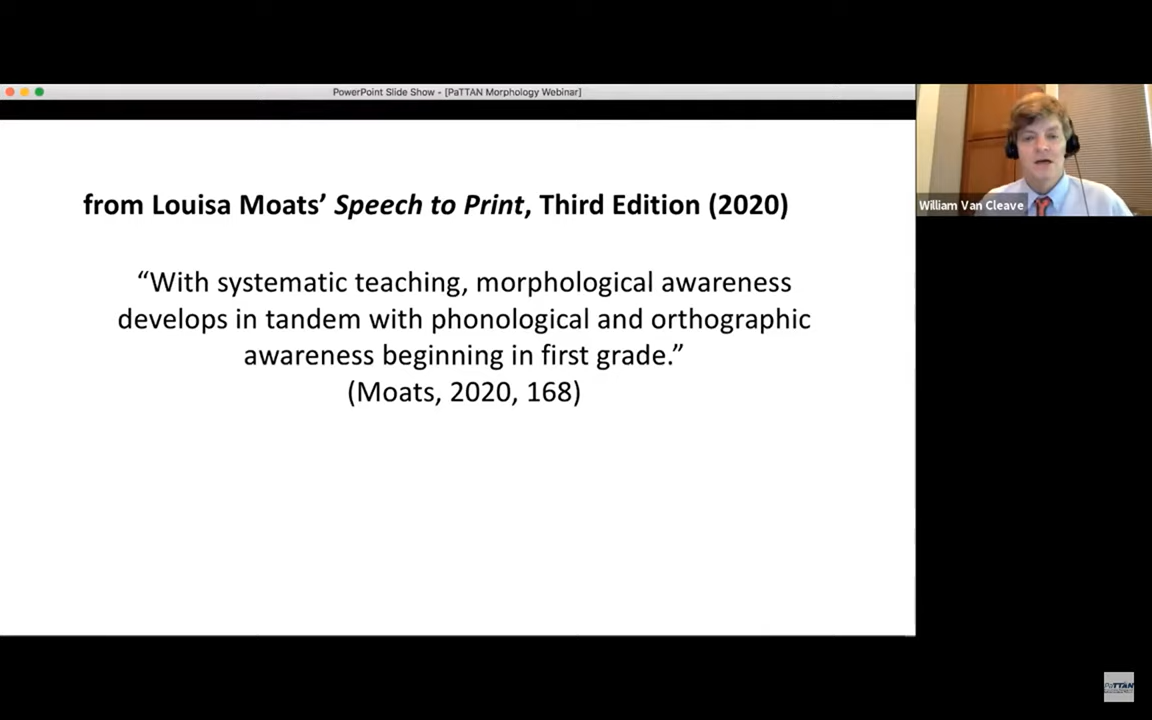 PowerPoint Slide Show - [PaTTAN Morphology Webinar]
from Louisa Moats’ Speech to Print, Third Edition (2020)
“With systematic teaching, morphological awareness
develops in tandem with phonological and orthographic
awareness beginning in first grade.”
(Moats, 2020, 168)
William Van Cleave
PaTTAN